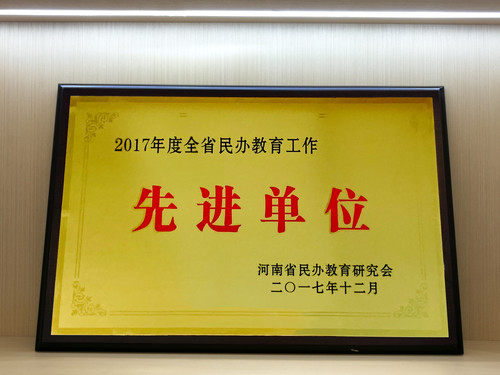 2017年度全省民办教育工作
先进单位
河南省民办教育研究会
二〇一七年十二月